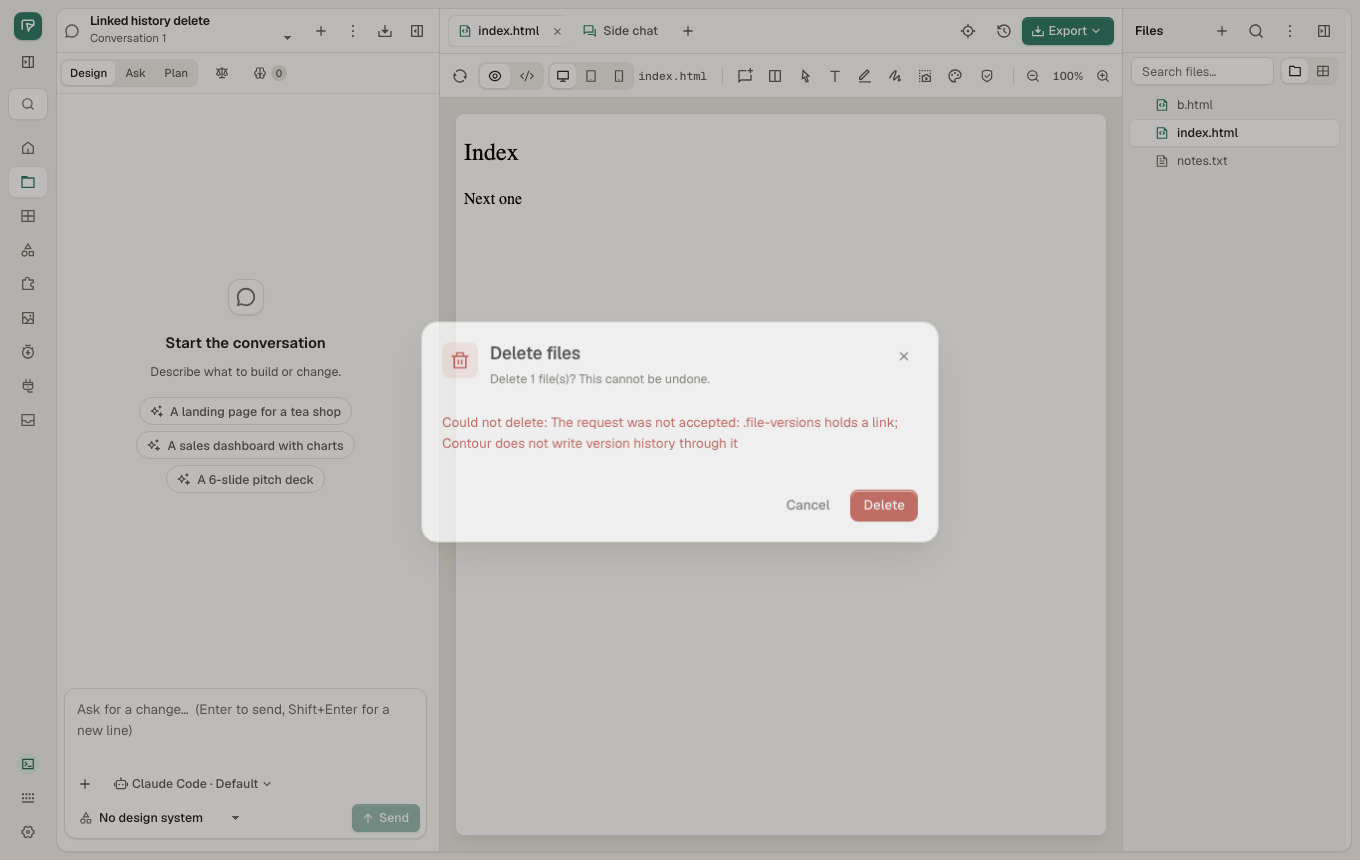 Linked history delete
Conversation 1
Design
Ask
Plan
0
Start the conversation
Describe what to build or change.
A landing page for a tea shop
A sales dashboard with charts
A 6-slide pitch deck
Ask for a change… (Enter to send, Shift+Enter for a
new line)
Claude Code · Default
No design system
Send
index.html
Side chat
Export
index.html
100%
Index
Next one
Delete files
Delete 1 file(s)? This cannot be undone.
Could not delete: The request was not accepted: .file-versions holds a link;
Contour does not write version history through it
Cancel
Delete
Files
Search files…
b.html
index.html
notes.txt